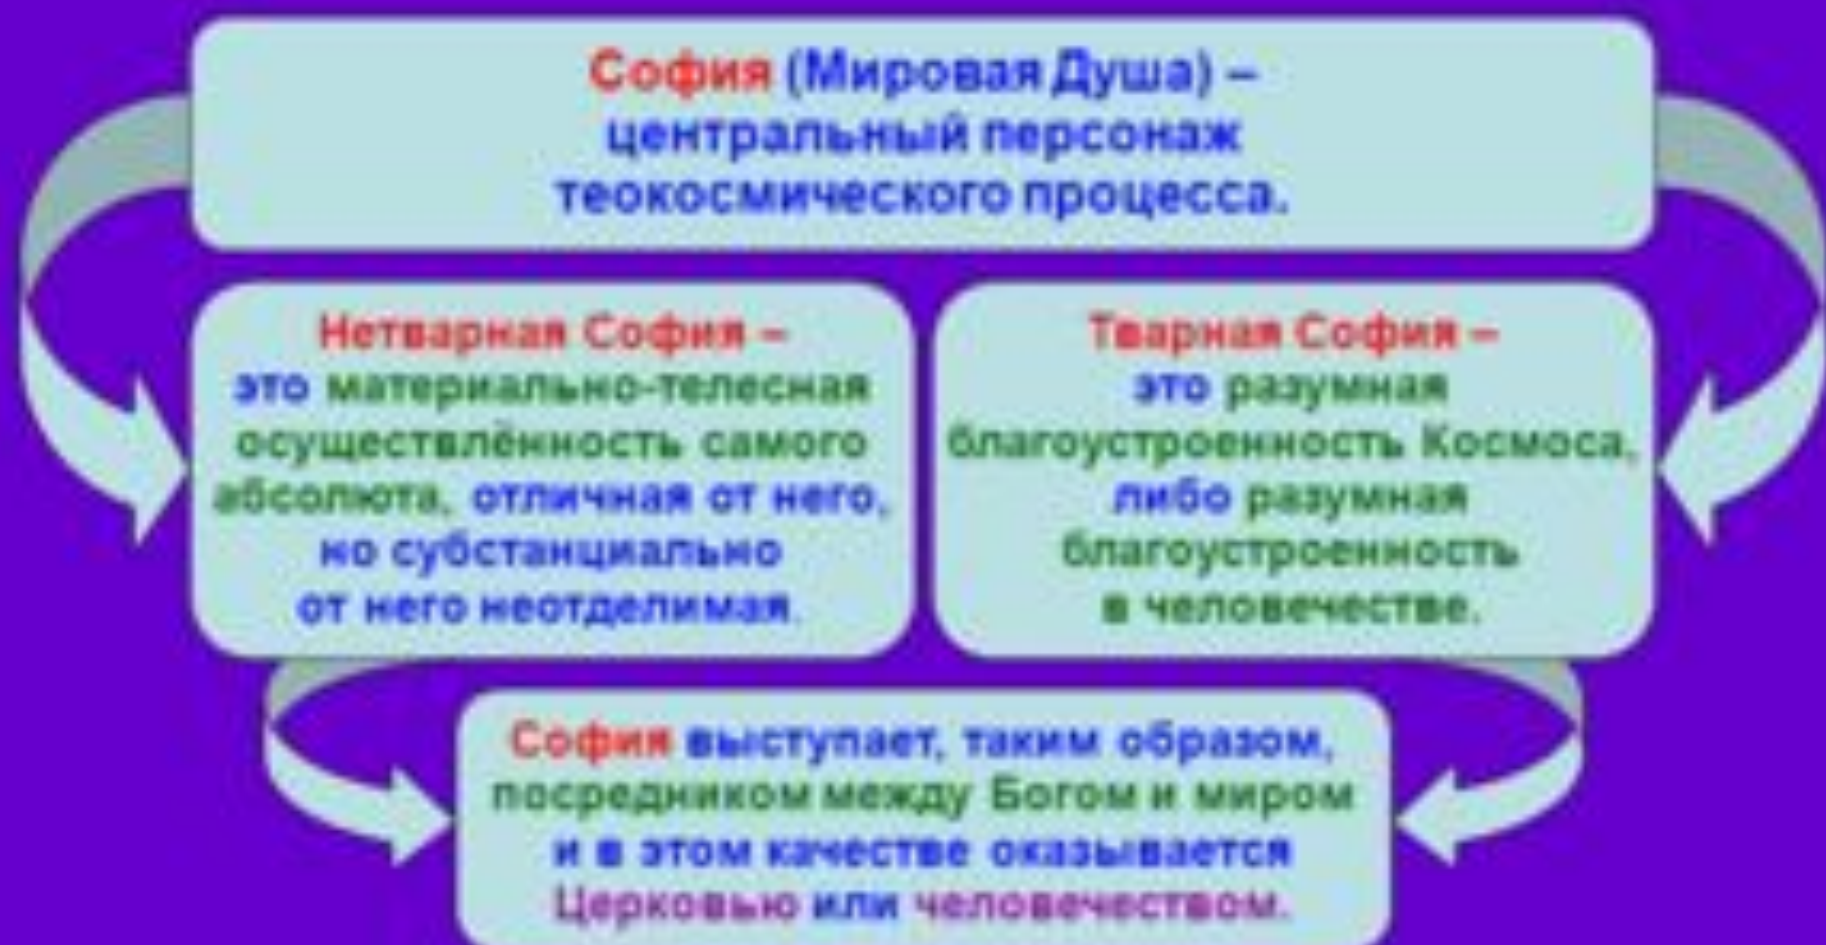 София (Мировая Душа) –
центральный персонаж
теокосмического процесса.
Нетварная София –
это материально-телесная
осуществлённость самого
абсолюта, отличная от него,
но субстанциально
от него неотделимая.
Тварная София –
это разумная
благоустроенность Космоса,
либо разумная
благоустроенность
в человечестве.
София выступает, таким образом,
посредником между Богом и миром
и в этом качестве оказывается
Церковью или человечеством.